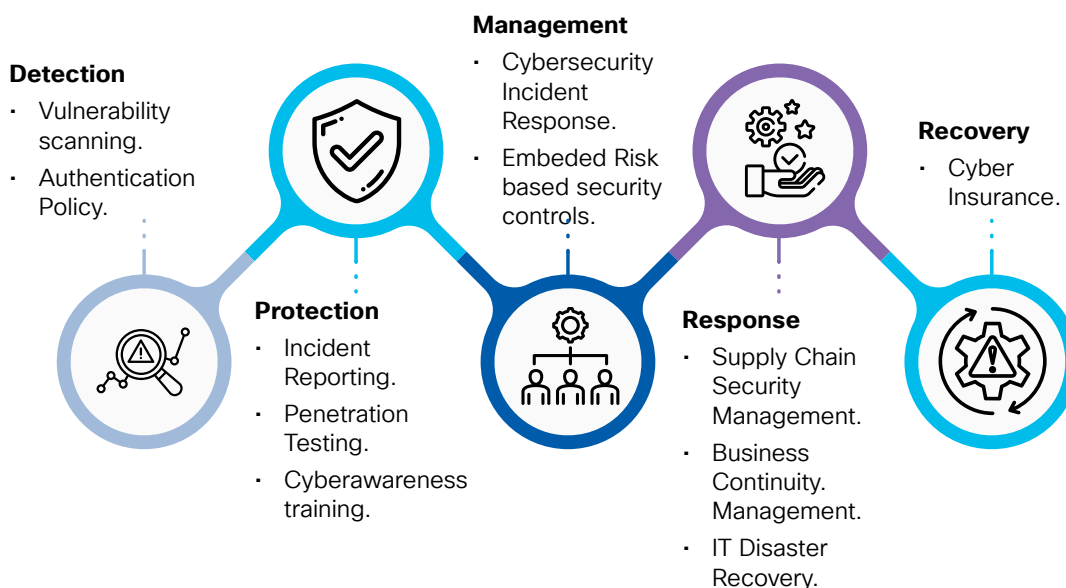 Detection
· Vulnerability
scanning.
· Authentication
Policy.
Protection
· Incident
Reporting.
· Penetration
Testing.
· Cyberawareness
training.
Management
· Cybersecurity
Incident
Response.
· Embeded Risk
based security
controls.
Response
· Supply Chain
Security
Management.
· Business
Continuity.
Management.
· IT Disaster
Recovery.
Recovery
· Cyber
Insurance.